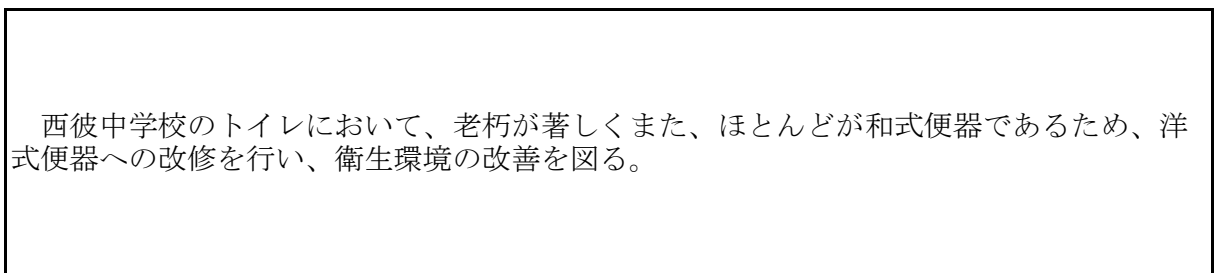 西彼中学校のトイレにおいて、老朽が著しくまた、ほとんどが和式便器であるため、洋
式便器への改修を行い、衛生環境の改善を図る。